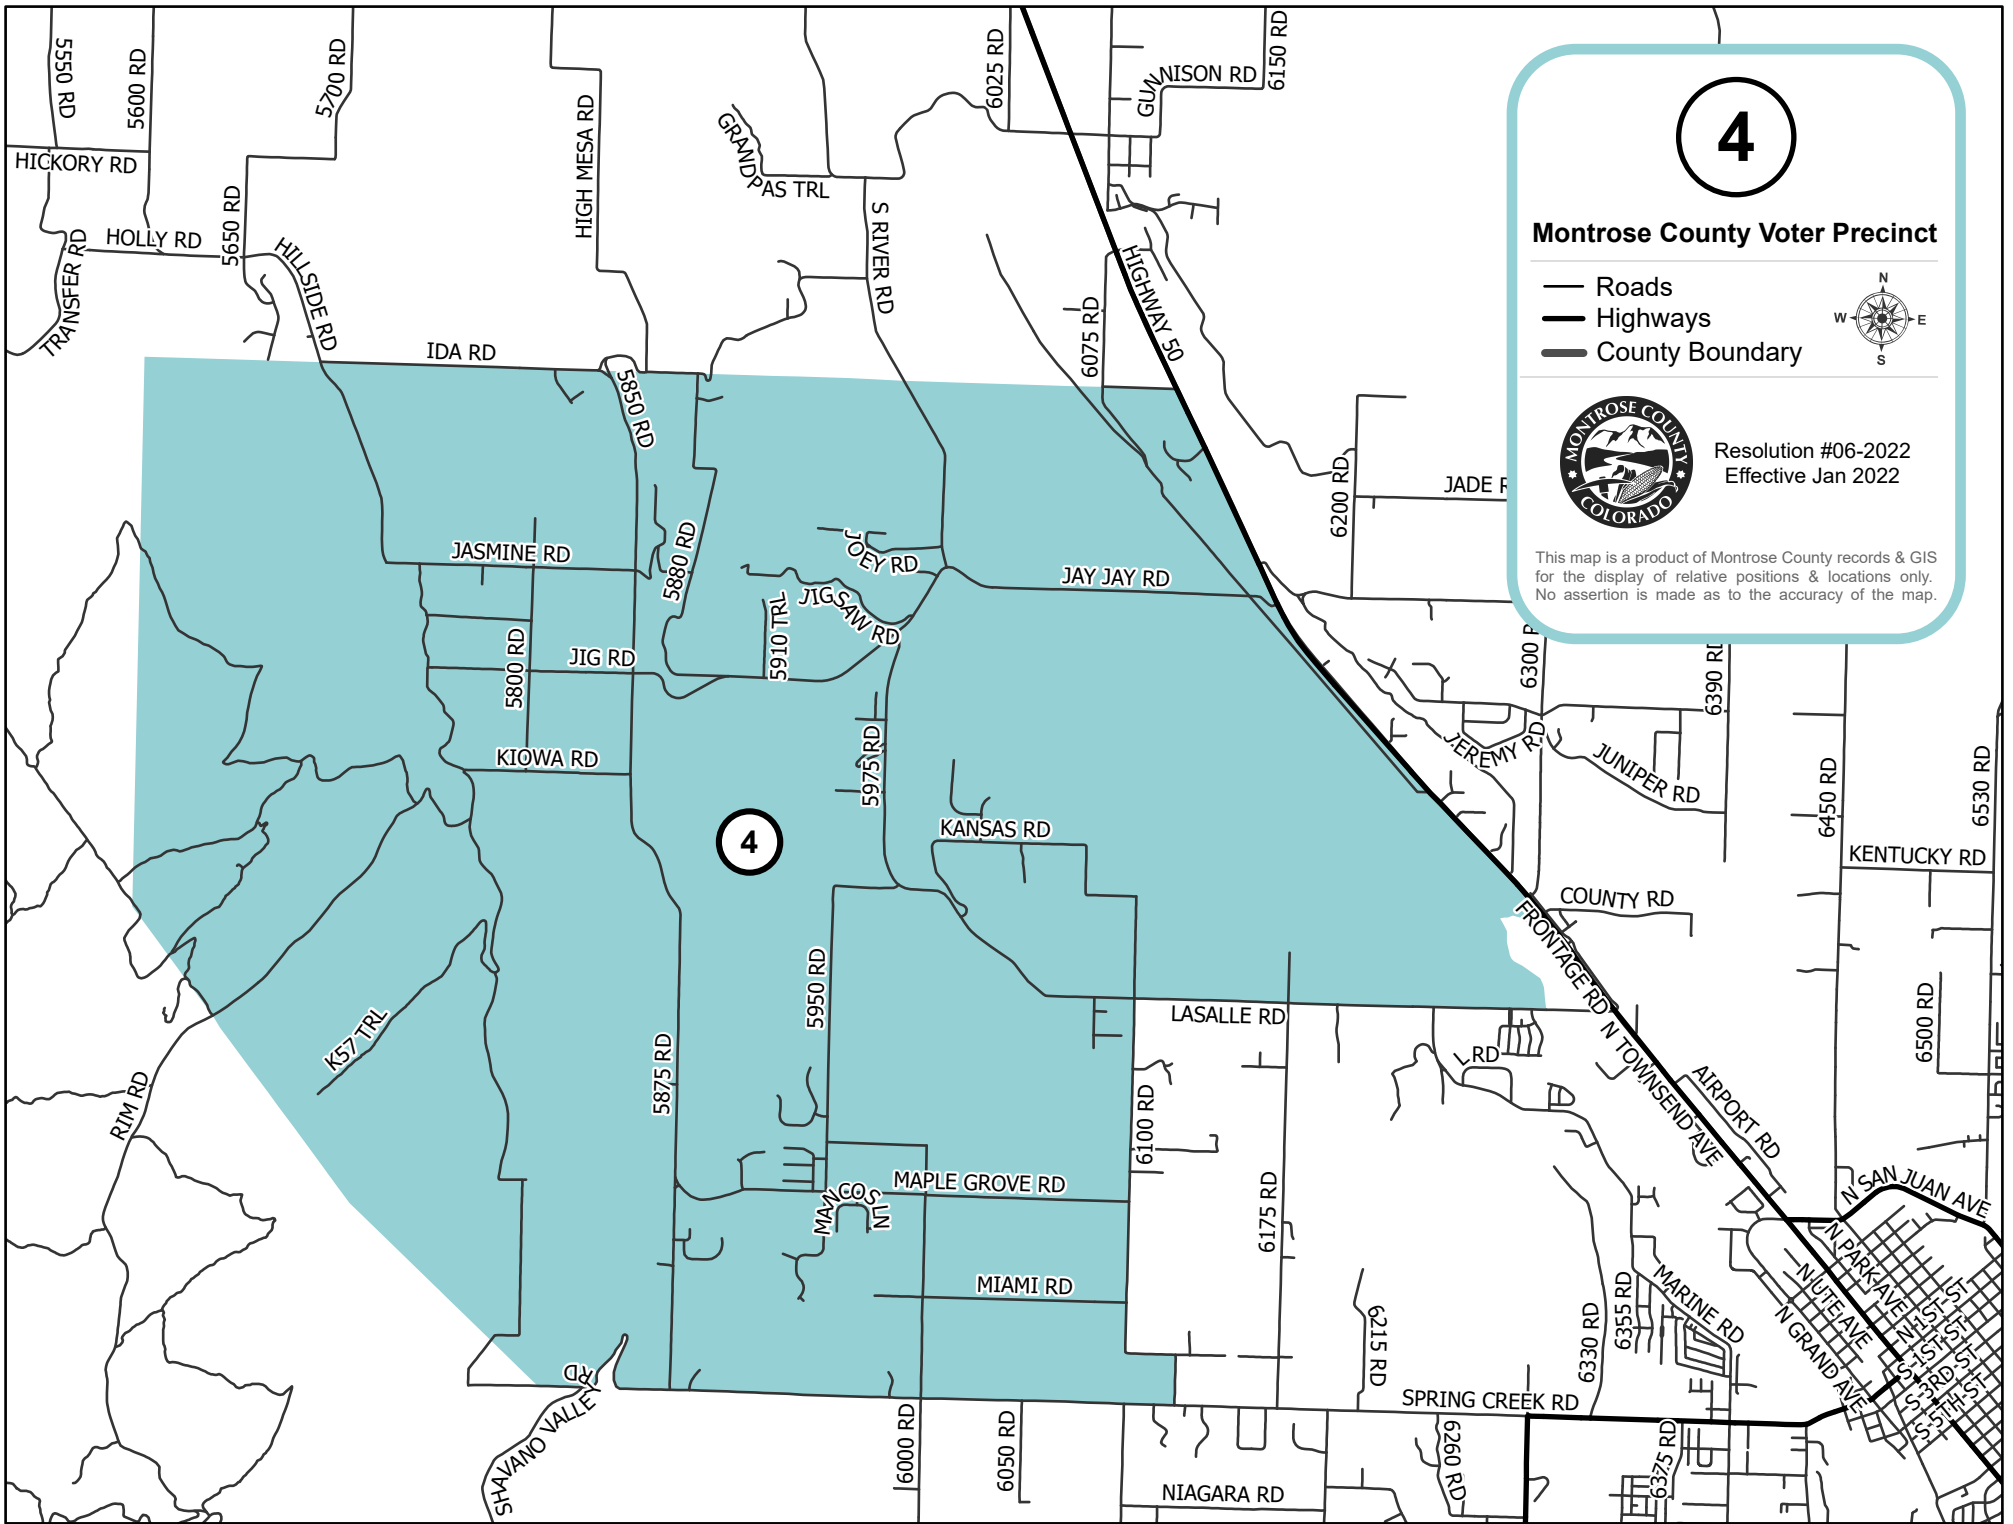 5550 RD
5600 RD
5700 RD
HICKORY RD
HOLLY RD
5650 RD
HILLSIDE RD
TRANSFER RD
HIGH MESA RD
GRANDPAS TRL
S RIVER RD
6025 RD
GUNNISON RD
6150 RD
HIGHWAY 50
6075 RD
IDA RD
5850 RD
JASMINE RD
5880 RD
JOEY RD
JIGSAW RD
5910 TRL
JAY JAY RD
5800 RD
JIG RD
KIOWA RD
5975 RD
4
KANSAS RD
6200 RD
JADE R
6300 R
6390 RD
JEREMY RD
JUNIPER RD
6450 RD
6530 RD
KENTUCKY RD
COUNTY RD
FRONTAGE RD
5950 RD
5875 RD
K57 TRL
RIM RD
LASALLE RD
L RD
N TOWNSEND AVE
AIRPORT RD
6500 RD
6100 RD
6175 RD
MAPLE GROVE RD
MANCOS LN
MIAMI RD
N SAN JUAN AVE
N PARK AVE
N UTE AVE
N GRAND AVE
N 1ST ST
S 1ST ST
S 3RD ST
S 5TH ST
MARINE RD
6355 RD
6330 RD
6215 RD
SPRING CREEK RD
SHAVANO VALLEY RD
6000 RD
6050 RD
6260 RD
6375 RD
NIAGARA RD
4
Montrose County Voter Precinct
Roads
Highways
County Boundary
N
W
E
S
MONTROSE COUNTY
COLORADO
Resolution #06-2022
Effective Jan 2022
This map is a product of Montrose County records & GIS
for the display of relative positions & locations only.
No assertion is made as to the accuracy of the map.